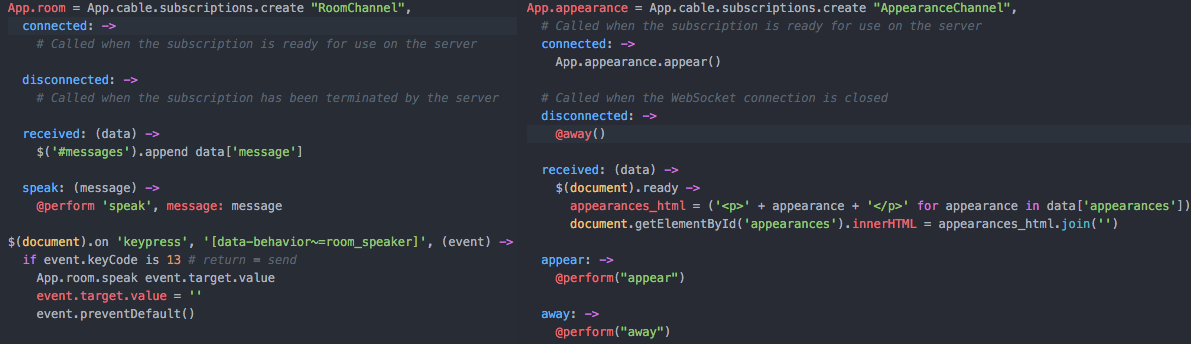 App.room = App.cable.subscriptions.create "RoomChannel",
  connected: ->
    # Called when the subscription is ready for use on the server

  disconnected: ->
    # Called when the subscription has been terminated by the server

  received: (data) ->
    $('#messages').append data['message']

  speak: (message) ->
    @perform 'speak', message: message

$(document).on 'keypress', '[data-behavior~=room_speaker]', (event) ->
  if event.keyCode is 13 # return = send
    App.room.speak event.target.value
    event.target.value = ''
    event.preventDefault()

App.appearance = App.cable.subscriptions.create "AppearanceChannel",
  # Called when the subscription is ready for use on the server
  connected: ->
    App.appearance.appear()

  # Called when the WebSocket connection is closed
  disconnected: ->
    @away()

  received: (data) ->
    $(document).ready ->
      appearances_html = ('<p>' + appearance + '</p>' for appearance in data['appearances'])
      document.getElementById('appearances').innerHTML = appearances_html.join('')

  appear: ->
    @perform("appear")

  away: ->
    @perform("away")